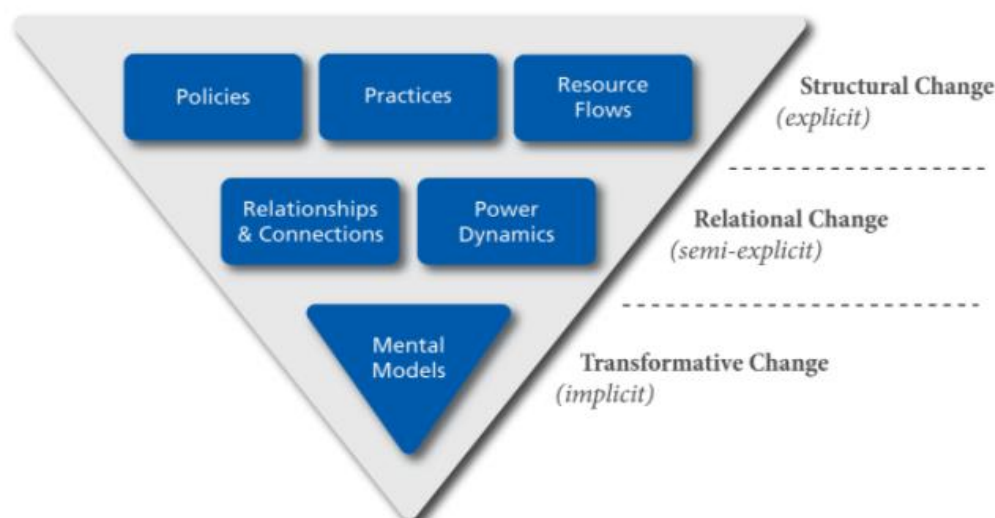 Policies
Practices
Resource
Flows
Structural Change
(explicit)
Relationships
& Connections
Power
Dynamics
Relational Change
(semi-explicit)
Mental
Models
Transformative Change
(implicit)